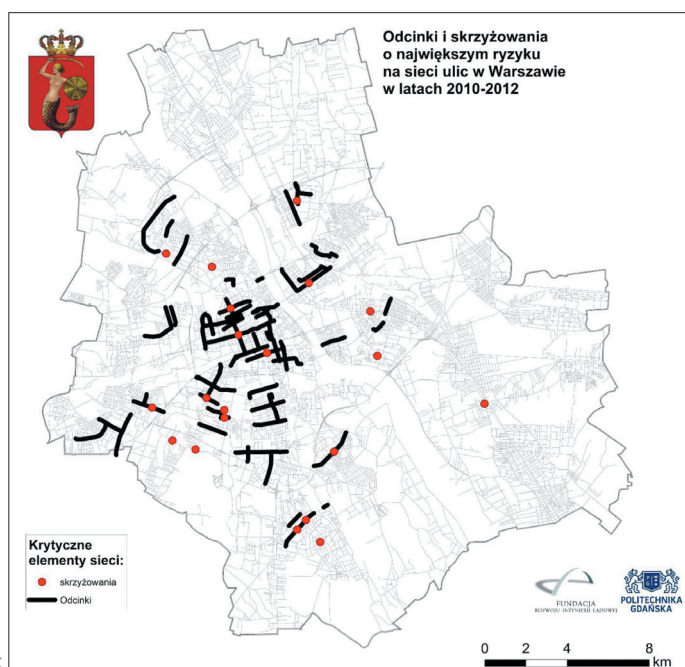 Odcinki i skrzyżowania
o największym ryzyku
na sieci ulic w Warszawie
w latach 2010-2012
Krytyczne
elementy sieci:
skrzyżowania
Odcinki
FUNDACJA
ROZWOJU INŻYNIERII LĄDOWEJ
POLITECHNIKA
GDAŃSKA
0 2 4 8
km